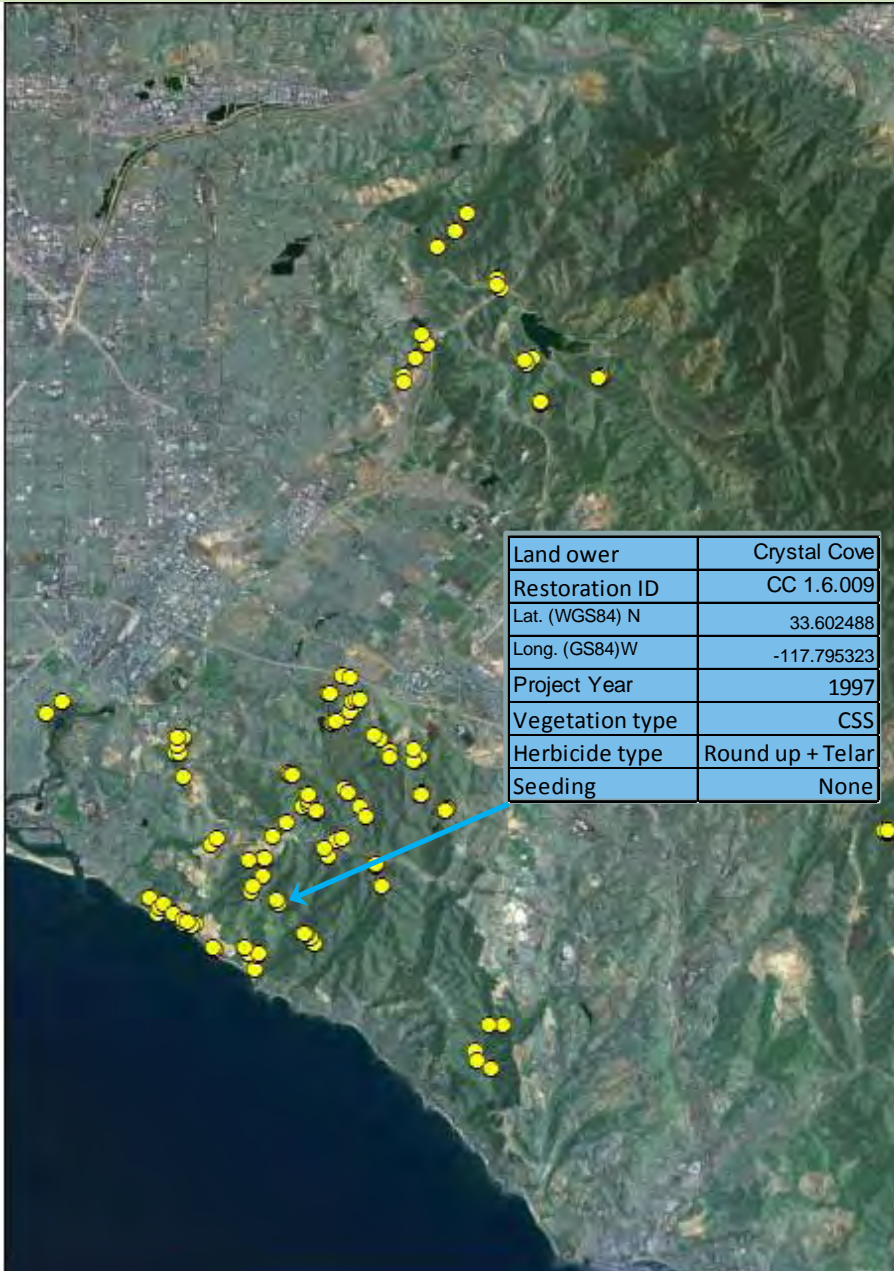 Land ower Crystal Cove
Restoration ID CC 1.6.009
Lat. (WGS84) N 33.602488
Long. (GS84)W -117.795323
Project Year 1997
Vegetation type CSS
Herbicide type Round up + Telar
Seeding None